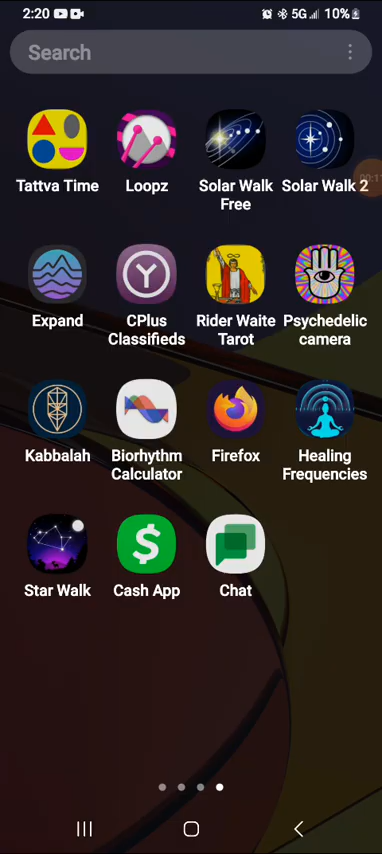 2:20 5G 10%
Search
Tattva Time Loopz Solar Walk Free Solar Walk 2
Expand CPlus Classifieds Rider Waite Tarot Psychedelic camera
Kabbalah Biorhythm Calculator Firefox Healing Frequencies
Star Walk Cash App Chat